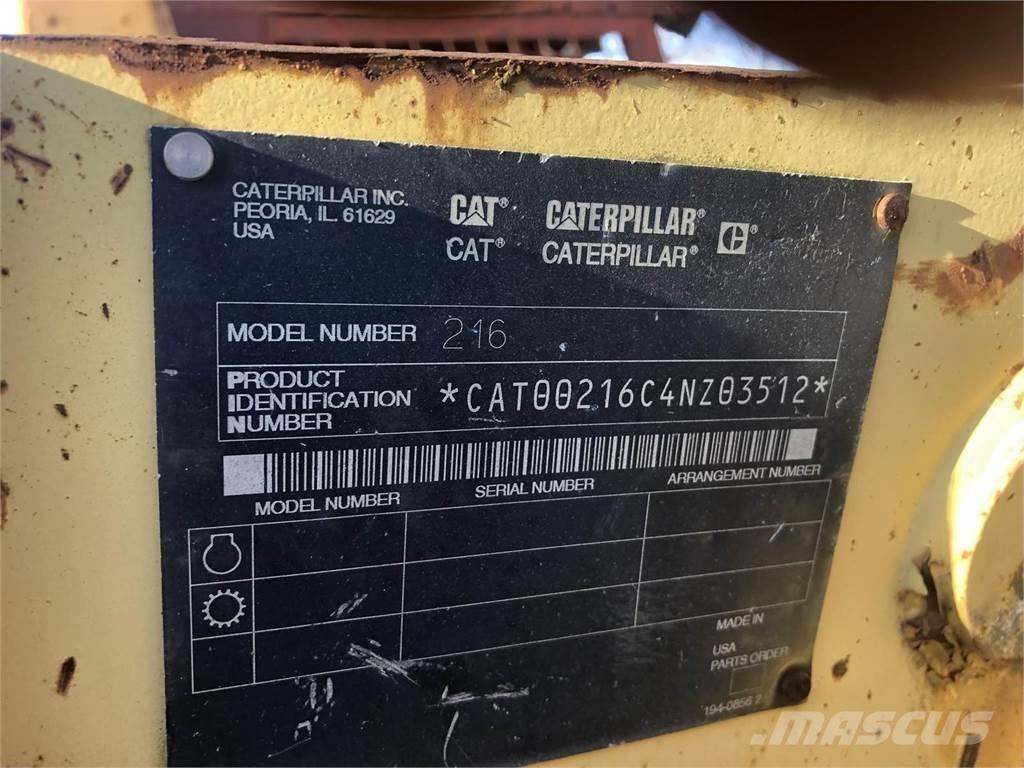 CATERPILLAR INC.
PEORIA, IL. 61629
USA
CAT® CATERPILLAR®
CAT® CATERPILLAR®
MODEL NUMBER 216
PRODUCT
IDENTIFICATION
NUMBER
*CAT00216C4NZ03512*
MODEL NUMBER SERIAL NUMBER ARRANGEMENT NUMBER
MADE IN
USA
PARTS ORDER
194-0856 2
MASCUS